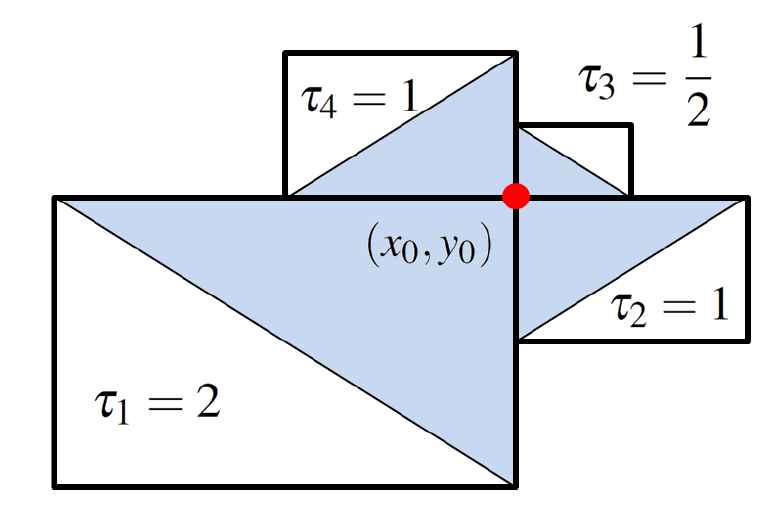 τ₄ = 1
τ₃ = 1/2
(x₀, y₀)
τ₂ = 1
τ₁ = 2